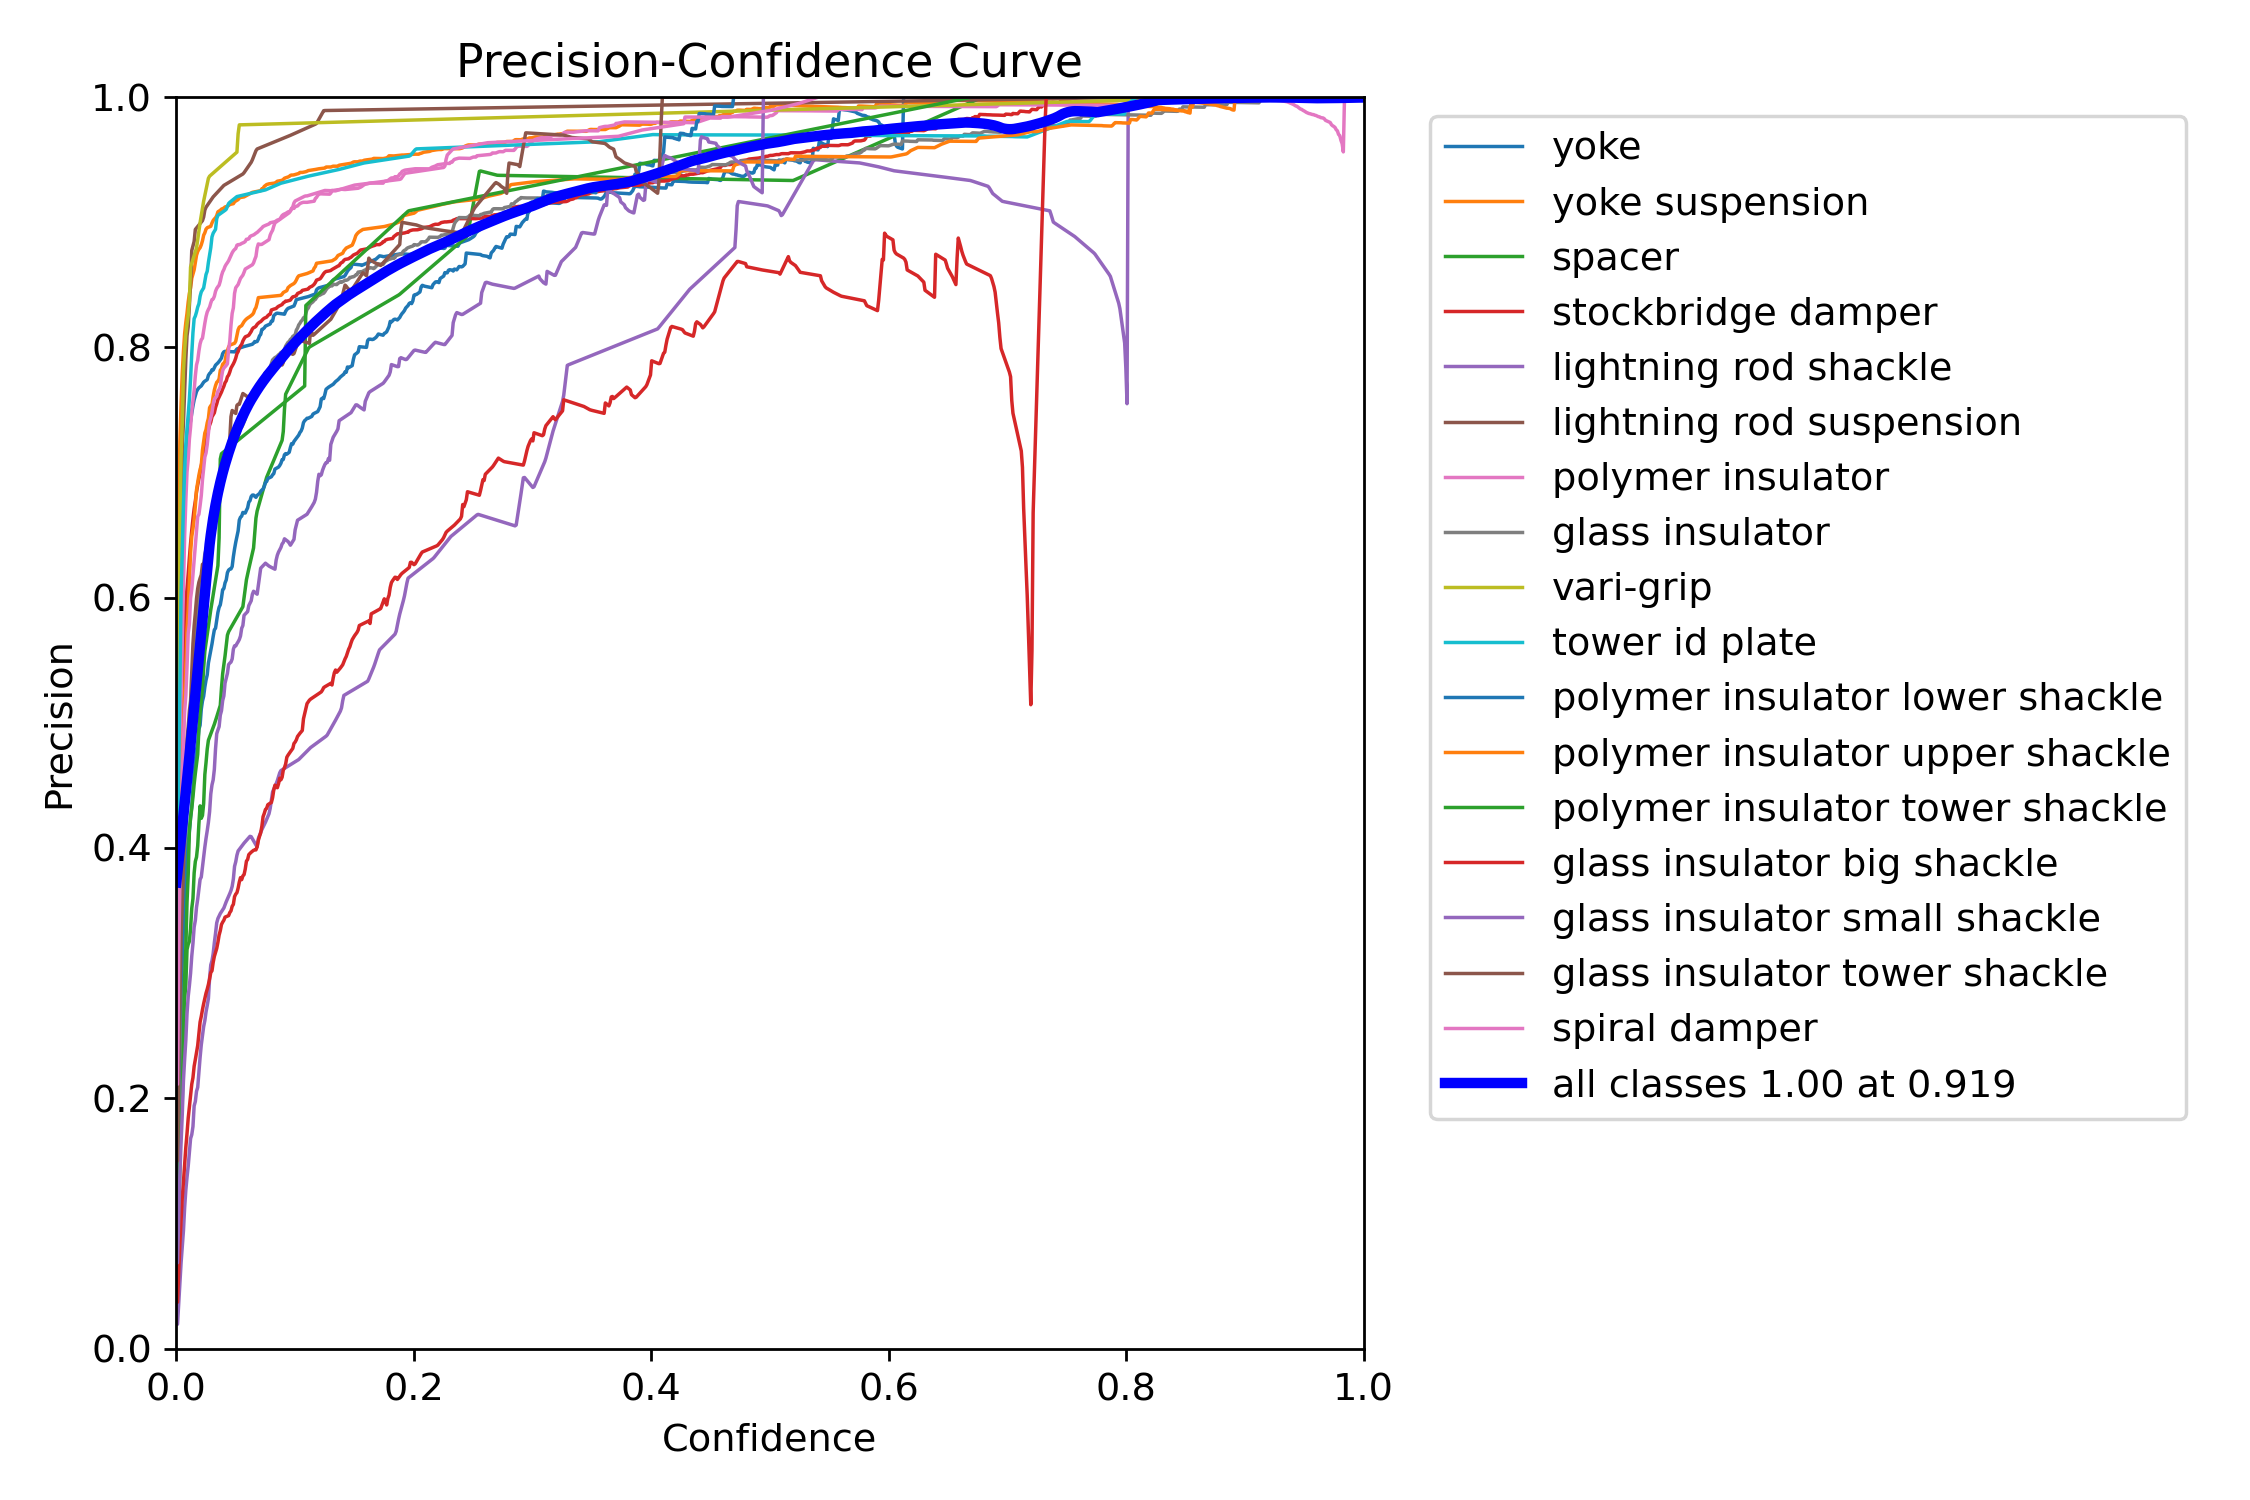 Precision-Confidence Curve
1.0
0.8
0.6
0.4
0.2
0.0
Precision
0.0 0.2 0.4 0.6 0.8 1.0
Confidence
yoke
yoke suspension
spacer
stockbridge damper
lightning rod shackle
lightning rod suspension
polymer insulator
glass insulator
vari-grip
tower id plate
polymer insulator lower shackle
polymer insulator upper shackle
polymer insulator tower shackle
glass insulator big shackle
glass insulator small shackle
glass insulator tower shackle
spiral damper
all classes 1.00 at 0.919